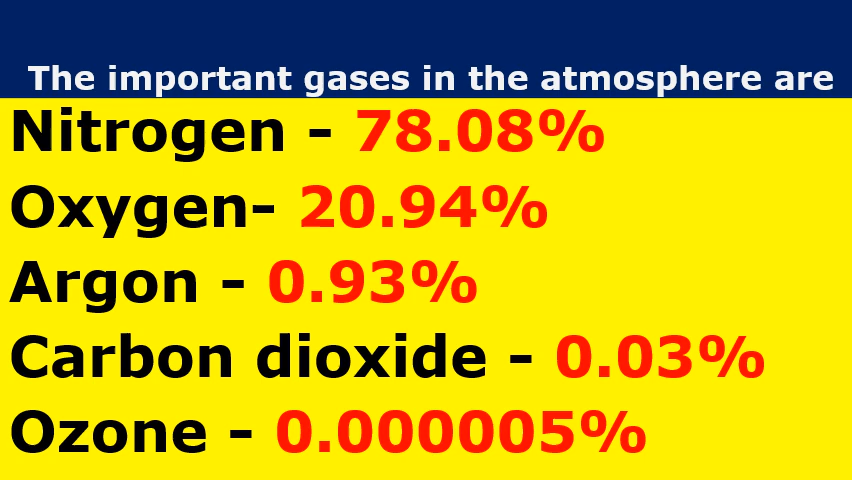 The important gases in the atmosphere are
Nitrogen - 78.08%
Oxygen- 20.94%
Argon - 0.93%
Carbon dioxide - 0.03%
Ozone - 0.000005%